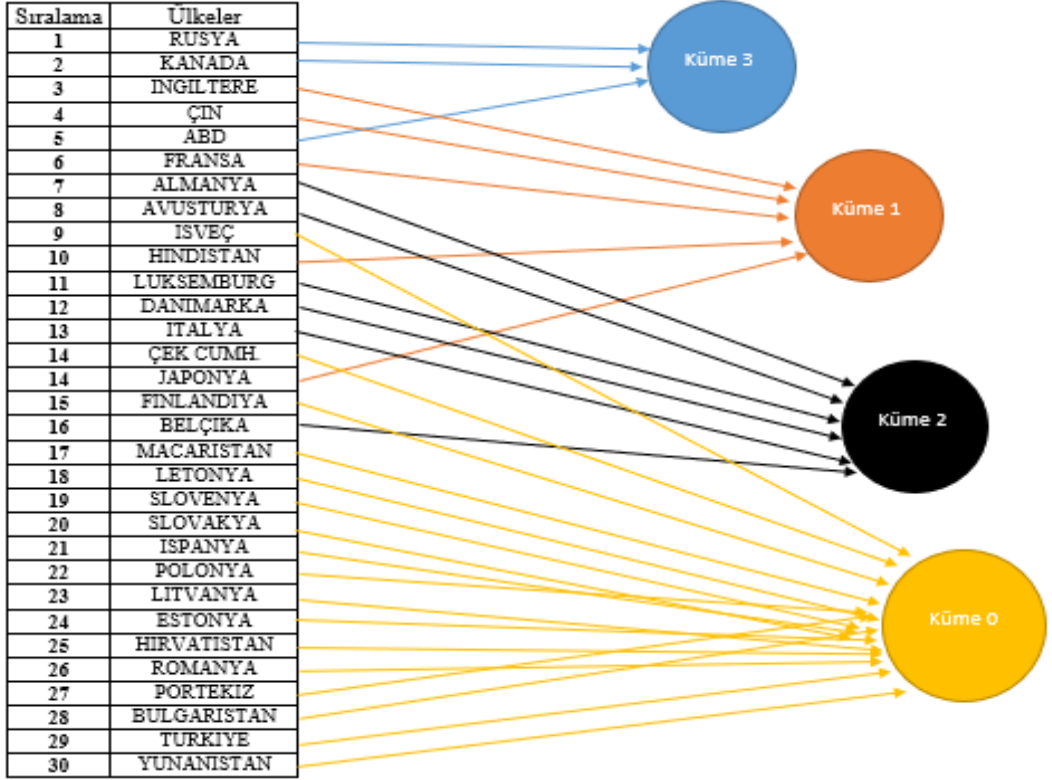 Sıralama Ülkeler
1 RUSYA
2 KANADA
3 INGILTERE
4 ÇIN
5 ABD
6 FRANSA
7 ALMANYA
8 AVUSTURYA
9 ISVEÇ
10 HINDISTAN
11 LUKSEMBURG
12 DANIMARKA
13 ITALYA
14 ÇEK CUMH.
14 JAPONYA
15 FINLANDIYA
16 BELÇIKA
17 MACARISTAN
18 LETONYA
19 SLOVENYA
20 SLOVAKYA
21 ISPANYA
22 POLONYA
23 LITVANYA
24 ESTONYA
25 HIRVATISTAN
26 ROMANYA
27 PORTEKIZ
28 BULGARISTAN
29 TURKIYE
30 YUNANISTAN
Küme 3
Küme 1
Küme 2
Küme 0